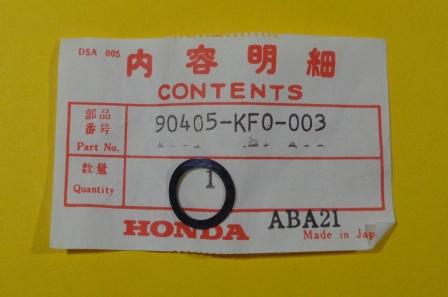 DSA 005
内容明細
CONTENTS
部品
番号
Part No.
90405-KF0-003
数量
Quantity
1
HONDA
ABA21
Made in Jap